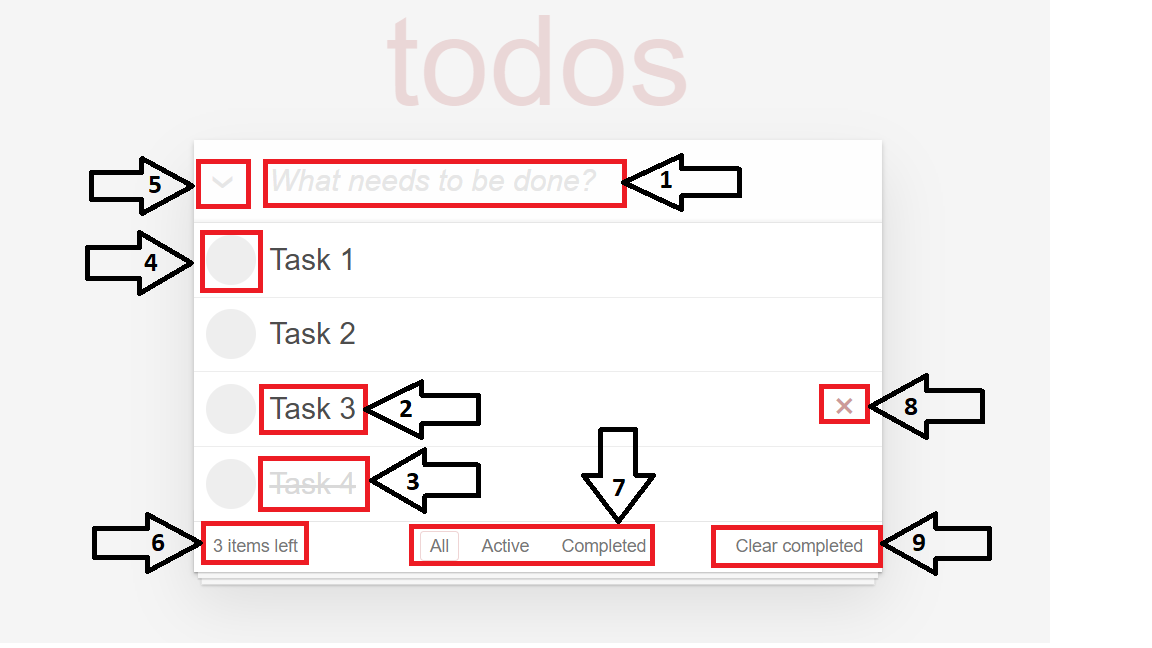 todos
5 What needs to be done? 1
4 Task 1
Task 2
Task 3 2 8
Task 4 3 7
6 3 items left All Active Completed Clear completed 9